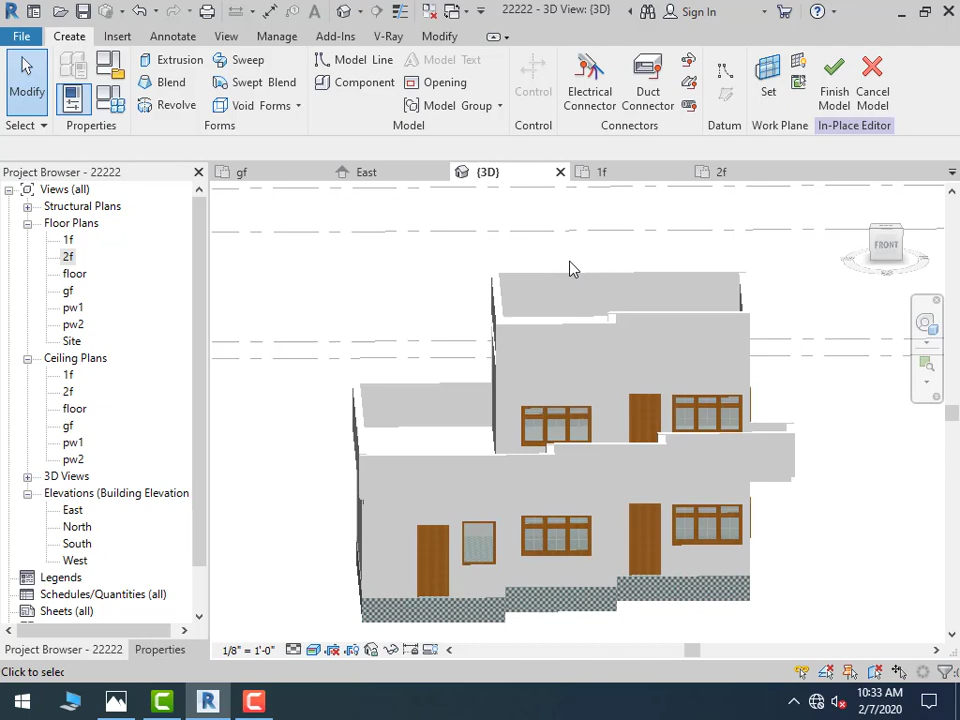 22222 - 3D View: {3D}
Sign In
File
Create
Insert
Annotate
View
Manage
Add-Ins
V-Ray
Modify
Modify
Select
Properties
Extrusion
Blend
Revolve
Sweep
Swept Blend
Void Forms
Forms
Model Line
Component
Model Text
Opening
Model Group
Model
Control
Control
Electrical Connector
Duct Connector
Connectors
Datum
Set
Work Plane
Finish Model
Cancel Model
In-Place Editor
Project Browser - 22222
gf
East
{3D}
1f
2f
Views (all)
Structural Plans
Floor Plans
1f
2f
floor
gf
pw1
pw2
Site
Ceiling Plans
1f
2f
floor
gf
pw1
pw2
3D Views
Elevations (Building Elevation
East
North
South
West
Legends
Schedules/Quantities (all)
Sheets (all)
FRONT
Project Browser - 22222
Properties
1/8" = 1'-0"
Click to selec
:0
10:33 AM
2/7/2020